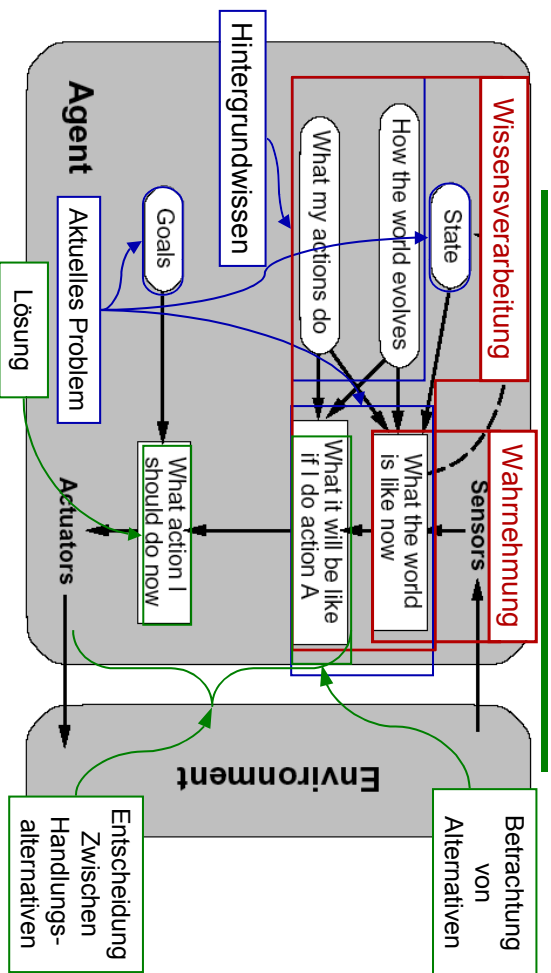 Wissensverarbeitung
Wahrnehmung
Betrachtung
von
Alternativen
State
Sensors
How the world evolves
What the world
is like now
What my actions do
What it will be like
if I do action A
Hintergrundwissen
Environment
Goals
What action I
should do now
Agent
Actuators
Aktuelles Problem
Lösung
Entscheidung
Zwischen
Handlungs-
alternativen